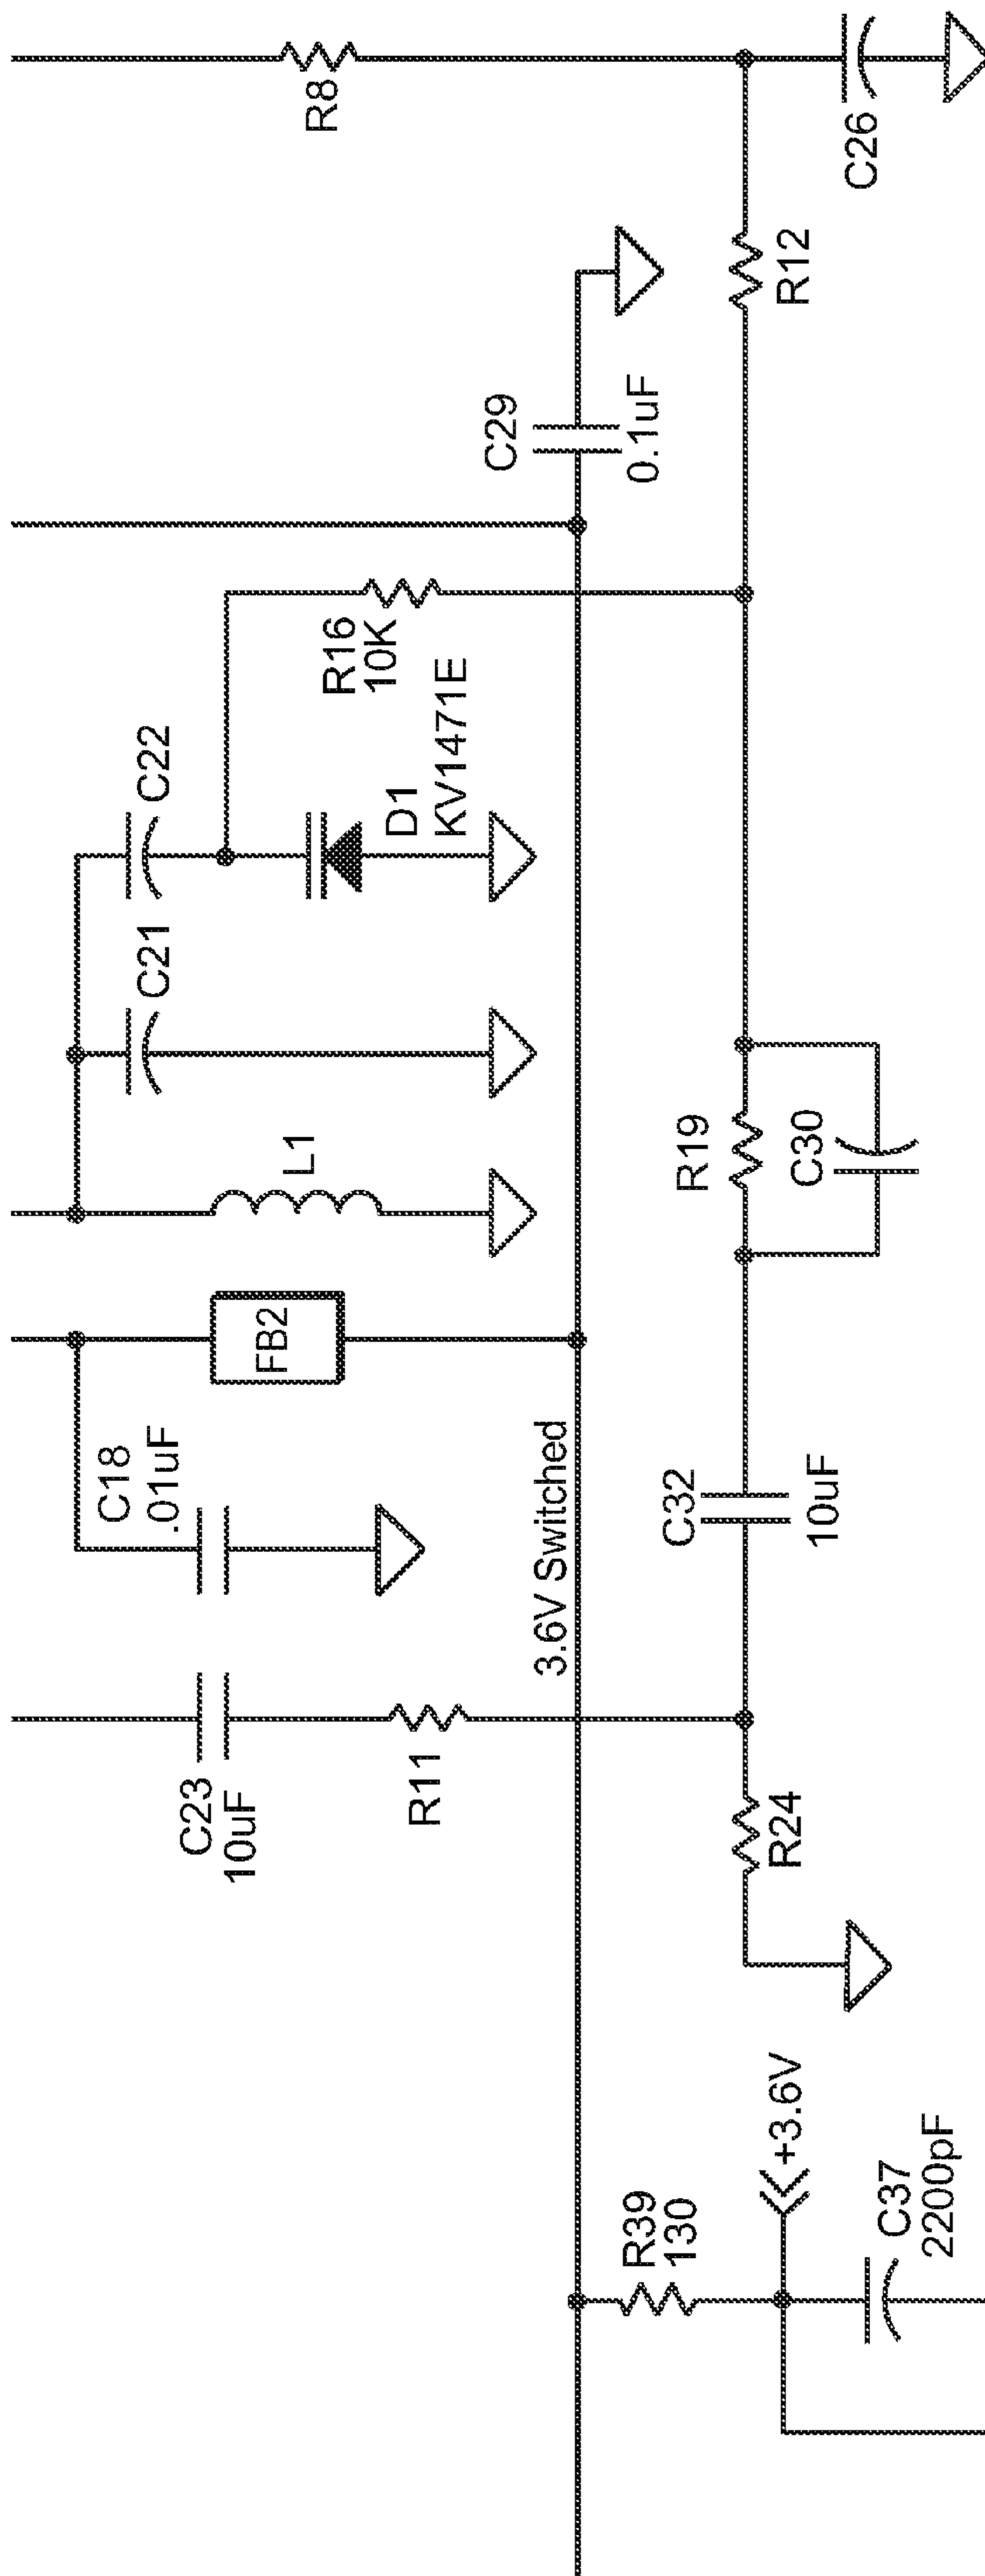 C23
10uF
C18
.01uF
R11
FB2
L1
C21
C22
R16
10K
D1
KV1471E
R8
C29
0.1uF
3.6V Switched
R39
130
+3.6V
C37
2200pF
R24
C32
10uF
R19
C30
R12
C26